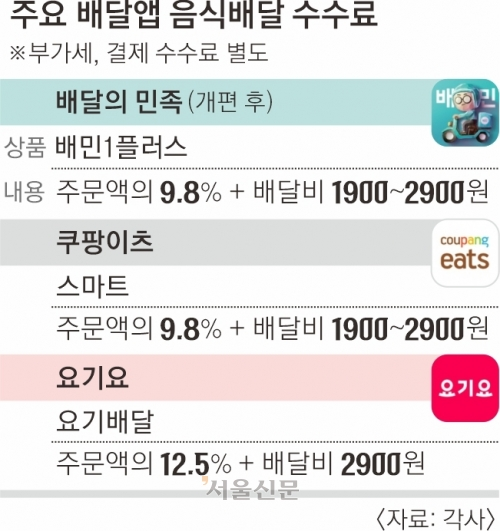 주요 배달앱 음식배달 수수료
※부가세, 결제 수수료 별도
배달의 민족 (개편 후)
배민
상품 배민1플러스
내용 주문액의 9.8% + 배달비 1900~2900원
쿠팡이츠
coupang
eats
스마트
주문액의 9.8% + 배달비 1900~2900원
요기요
요기요
요기배달
주문액의 12.5% + 배달비 2900원
서울신문
〈자료: 각사〉